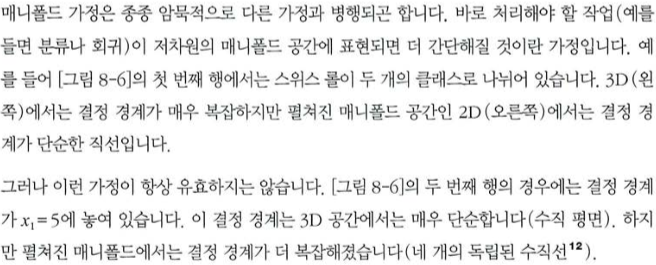 매니폴드 가정은 종종 암묵적으로 다른 가정과 병행되곤 합니다. 바로 처리해야 할 작업(예를
들면 분류나 회귀)이 저차원의 매니폴드 공간에 표현되면 더 간단해질 것이란 가정입니다. 예
를 들어 [그림 8-6]의 첫 번째 행에서는 스위스 롤이 두 개의 클래스로 나뉘어 있습니다. 3D(왼
쪽)에서는 결정 경계가 매우 복잡하지만 펼쳐진 매니폴드 공간인 2D(오른쪽)에서는 결정 경
계가 단순한 직선입니다.
그러나 이런 가정이 항상 유효하지는 않습니다. [그림 8-6]의 두 번째 행의 경우에는 결정 경계
가 x₁=5에 놓여 있습니다. 이 결정 경계는 3D 공간에서는 매우 단순합니다(수직 평면). 하지
만 펼쳐진 매니폴드에서는 결정 경계가 더 복잡해졌습니다(네 개의 독립된 수직선¹²).